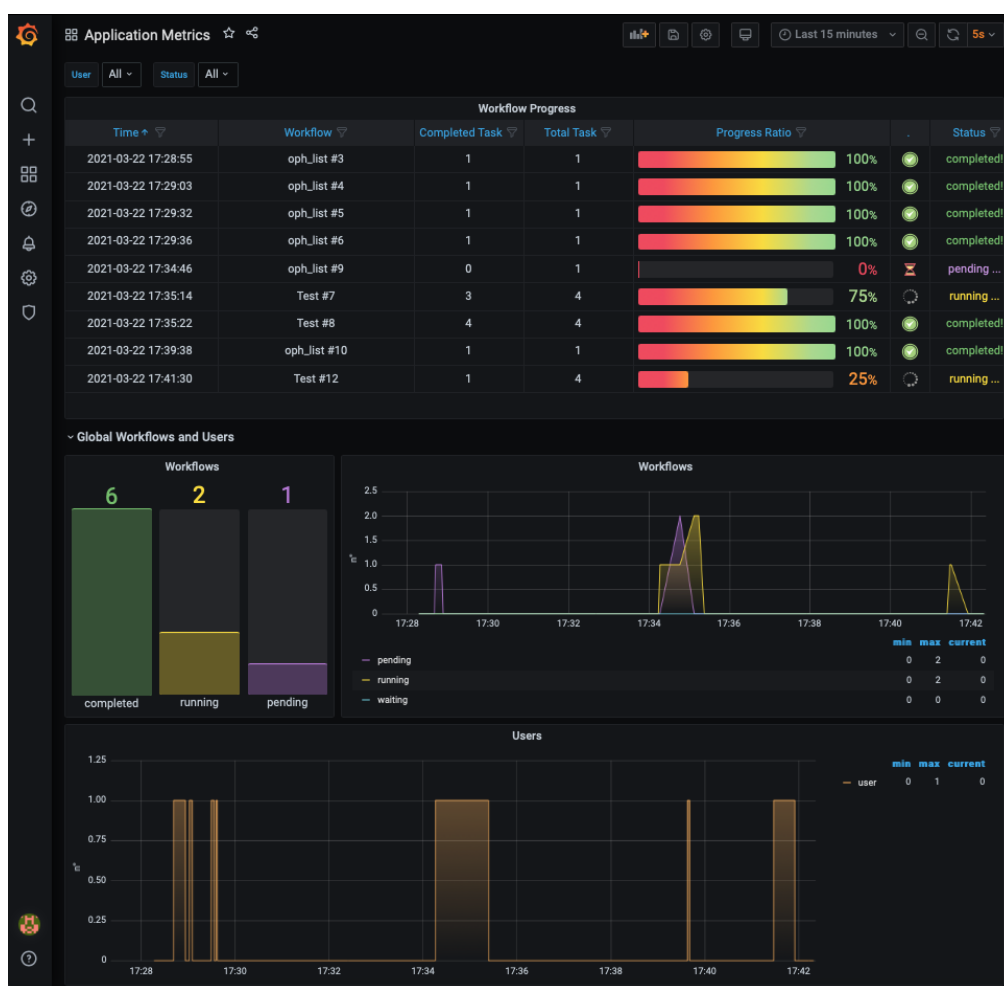 Application Metrics
Last 15 minutes 5s
User All Status All
Workflow Progress
Time Workflow Completed Task Total Task Progress Ratio . Status
2021-03-22 17:28:55 oph_list #3 1 1 100% completed!
2021-03-22 17:29:03 oph_list #4 1 1 100% completed!
2021-03-22 17:29:32 oph_list #5 1 1 100% completed!
2021-03-22 17:29:36 oph_list #6 1 1 100% completed!
2021-03-22 17:34:46 oph_list #9 0 1 0% pending ...
2021-03-22 17:35:14 Test #7 3 4 75% running ...
2021-03-22 17:35:22 Test #8 4 4 100% completed!
2021-03-22 17:39:38 oph_list #10 1 1 100% completed!
2021-03-22 17:41:30 Test #12 1 4 25% running ...
Global Workflows and Users
Workflows
6 2 1
completed running pending
Workflows
2.5
2.0
1.5
1.0
0.5
0
n°
17:28 17:30 17:32 17:34 17:36 17:38 17:40 17:42
min max current
pending 0 2 0
running 0 2 0
waiting 0 0 0
Users
1.25
1.00
0.75
0.50
0.25
0
n°
17:28 17:30 17:32 17:34 17:36 17:38 17:40 17:42
min max current
user 0 1 0